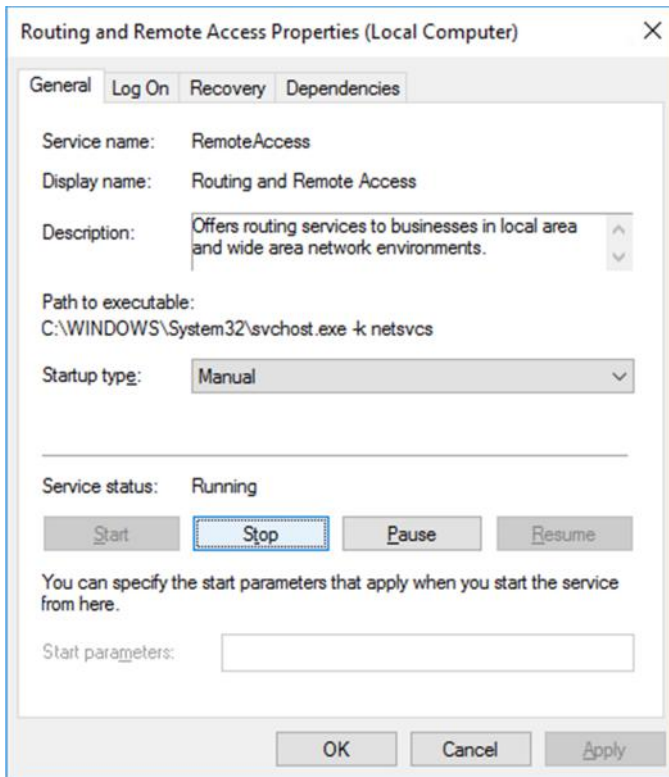 Routing and Remote Access Properties (Local Computer)
General Log On Recovery Dependencies
Service name: RemoteAccess
Display name: Routing and Remote Access
Description: Offers routing services to businesses in local area
and wide area network environments.
Path to executable:
C:\WINDOWS\System32\svchost.exe -k netsvcs
Startup type: Manual
Service status: Running
Start Stop Pause Resume
You can specify the start parameters that apply when you start the service
from here.
Start parameters:
OK Cancel Apply